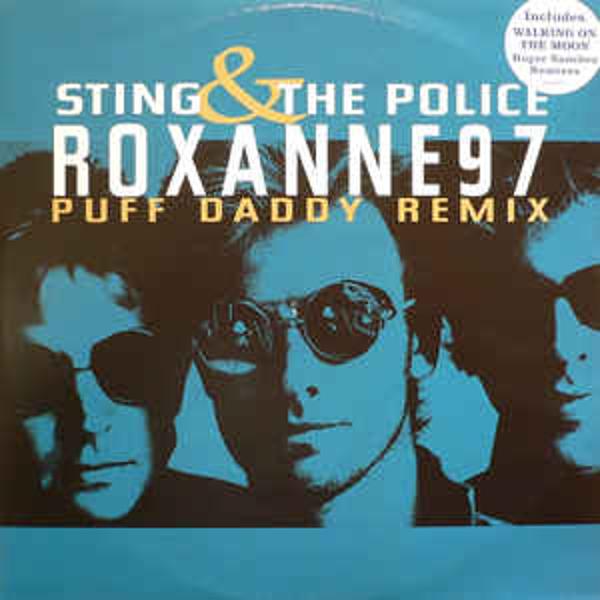 Includes
WALKING ON
THE MOON
Roger Sanchez
Remixes
STING & THE POLICE
ROXANNE97
PUFF DADDY REMIX